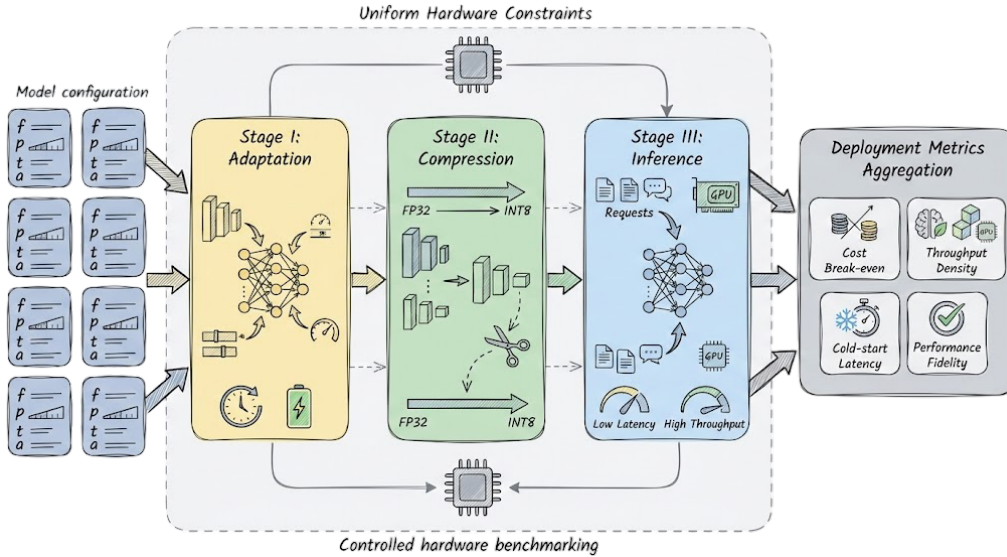 Uniform Hardware Constraints
Model configuration
f
p
t
a
f
p
t
a
f
p
t
a
f
p
t
a
f
p
t
a
f
p
t
a
f
p
t
a
f
p
t
a
Stage I:
Adaptation
Stage II:
Compression
FP32
INT8
FP32
INT8
Stage III:
Inference
Requests
GPU
GPU
Low Latency
High Throughput
Deployment Metrics
Aggregation
Cost
Break-even
GPU
Throughput
Density
Cold-start
Latency
Performance
Fidelity
Controlled hardware benchmarking